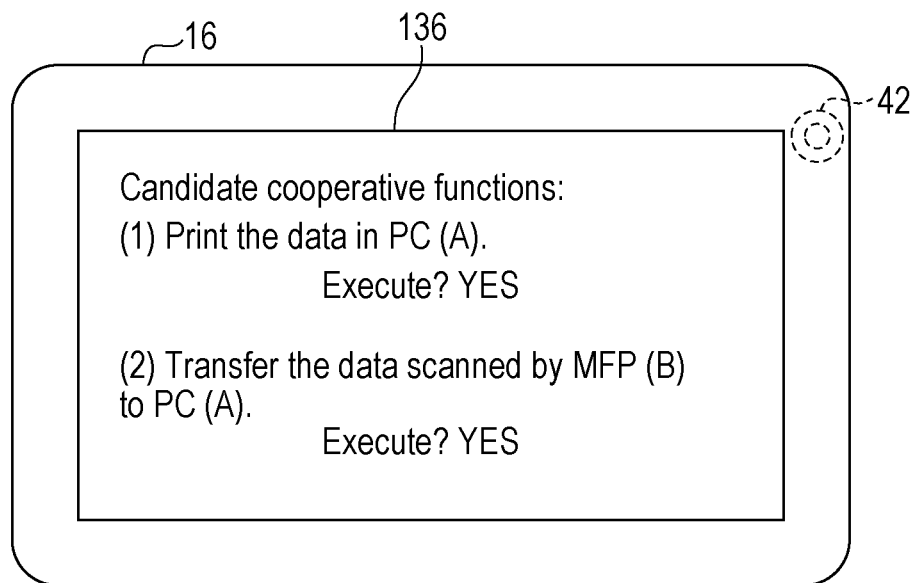 16
136
42
Candidate cooperative functions:
(1) Print the data in PC (A).
Execute? YES
(2) Transfer the data scanned by MFP (B)
to PC (A).
Execute? YES